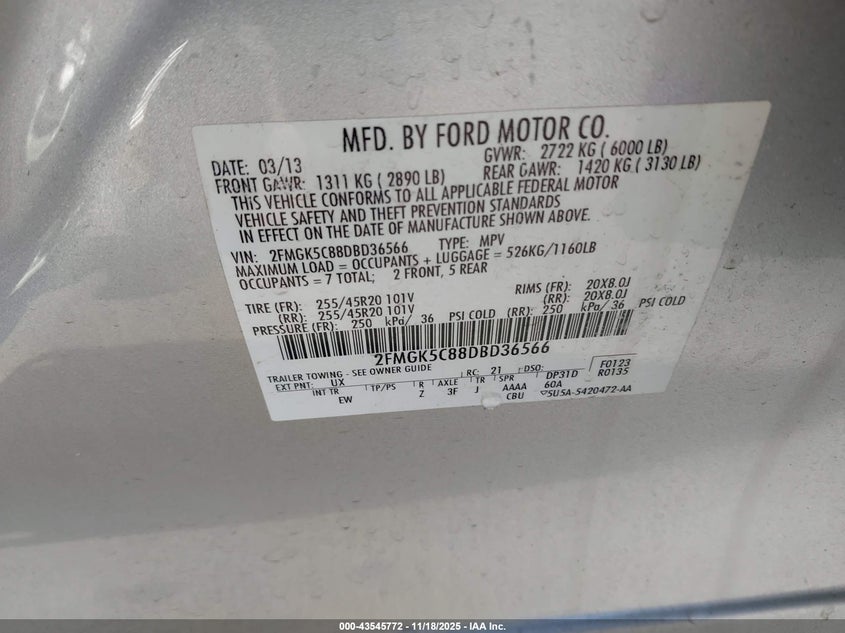 MFD. BY FORD MOTOR CO.
DATE: 03/13 GVWR: 2722 KG ( 6000 LB)
FRONT GAWR: 1311 KG ( 2890 LB) REAR GAWR: 1420 KG ( 3130 LB)
THIS VEHICLE CONFORMS TO ALL APPLICABLE FEDERAL MOTOR
VEHICLE SAFETY AND THEFT PREVENTION STANDARDS
IN EFFECT ON THE DATE OF MANUFACTURE SHOWN ABOVE.
VIN: 2FMGK5C88DBD36566 TYPE: MPV
MAXIMUM LOAD = OCCUPANTS + LUGGAGE = 526KG/1160LB
OCCUPANTS = 7 TOTAL; 2 FRONT, 5 REAR
TIRE (FR): 255/45R20 101V RIMS (FR): 20X8.0J
(RR): 255/45R20 101V (RR): 20X8.0J
PRESSURE (FR): 250 kPa/ 36 PSI COLD (RR): 250 kPa/ 36 PSI COLD
2FMGK5C88DBD36566
TRAILER TOWING - SEE OWNER GUIDE RC: 21 DSO: F0123
EXT PNT: UX DP31D R0135
INT TR TP/PS R AXLE TR SPR 60A
EW Z 3F J AAAA
CBU 5U5A-5420472-AA
000-43545772 - 11/18/2025 - IAA Inc.